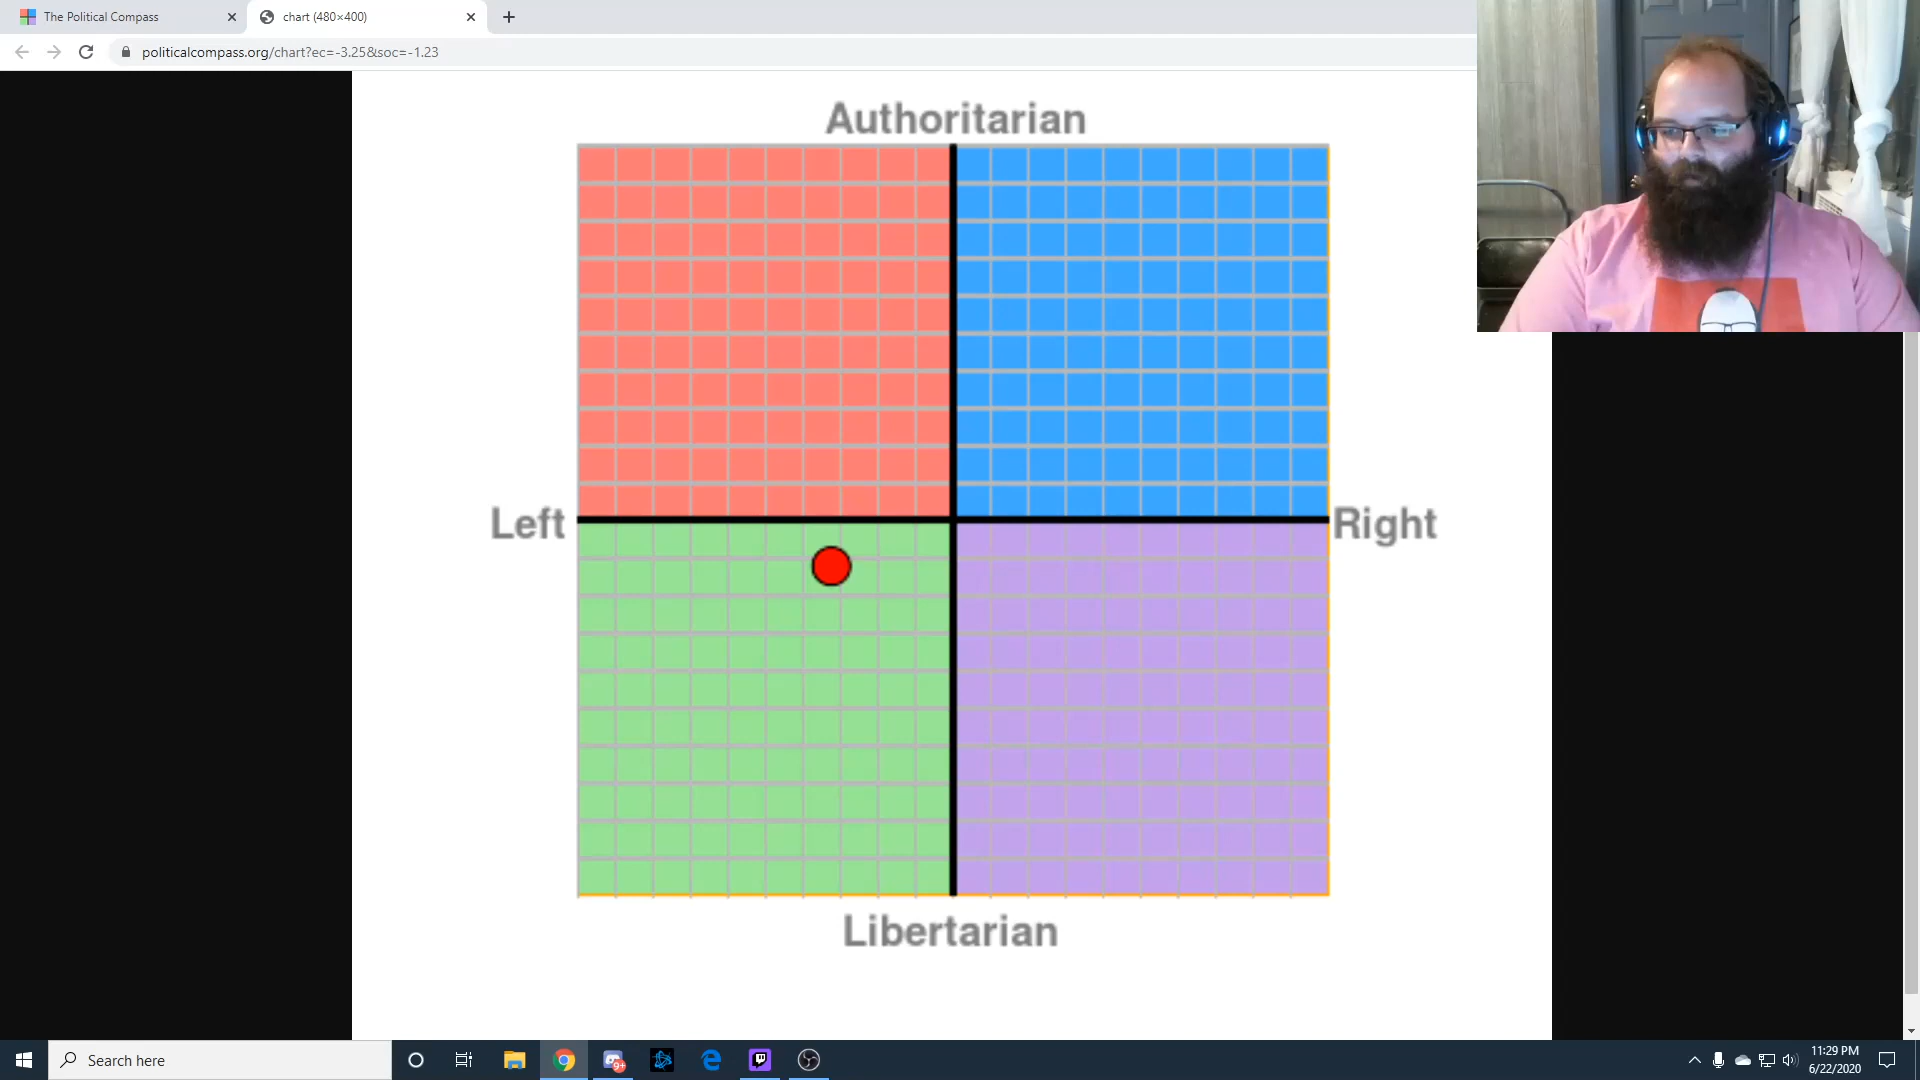 The Political Compass
chart (480×400)
politicalcompass.org/chart?ec=-3.25&soc=-1.23
Authoritarian
Left
Right
Libertarian
Search here
9+
11:29 PM
6/22/2020